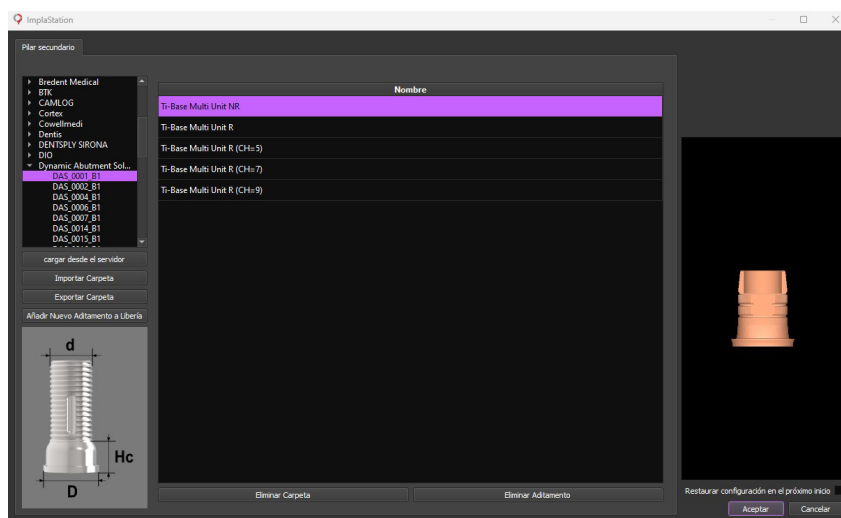 ImplaStation
Pilar secundario
Bredent Medical
BTK
CAMLOG
Cortex
Cowellmedi
Dentis
DENTSPLY SIRONA
DIO
Dynamic Abutment Sol...
DAS_0001_B1
DAS_0002_B1
DAS_0004_B1
DAS_0006_B1
DAS_0007_B1
DAS_0014_B1
DAS_0015_B1
cargar desde el servidor
Importar Carpeta
Exportar Carpeta
Añadir Nuevo Aditamento a Libería
d
Hc
D
Nombre
Ti-Base Multi Unit NR
Ti-Base Multi Unit R
Ti-Base Multi Unit R (CH=5)
Ti-Base Multi Unit R (CH=7)
Ti-Base Multi Unit R (CH=9)
Eliminar Carpeta
Eliminar Aditamento
Restaurar configuración en el próximo inicio
Aceptar
Cancelar